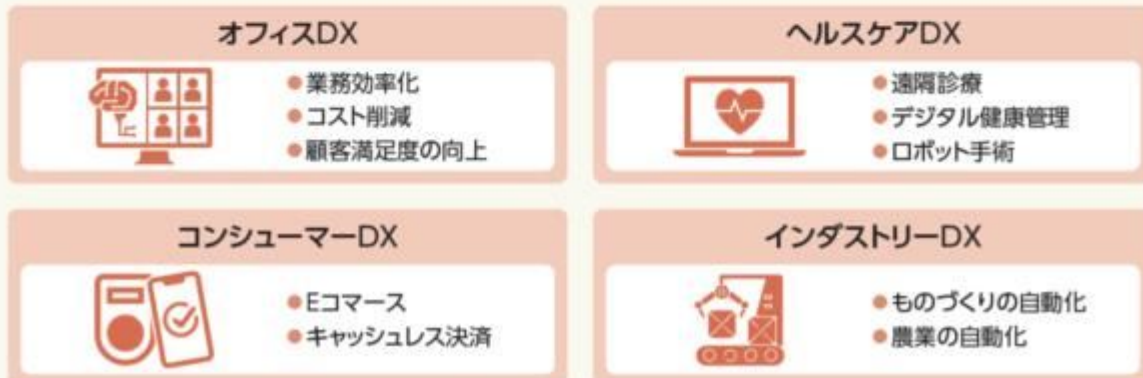 オフィスDX
●業務効率化
●コスト削減
●顧客満足度の向上
ヘルスケアDX
●遠隔診療
●デジタル健康管理
●ロボット手術
コンシューマーDX
●Eコマース
●キャッシュレス決済
インダストリーDX
●ものづくりの自動化
●農業の自動化